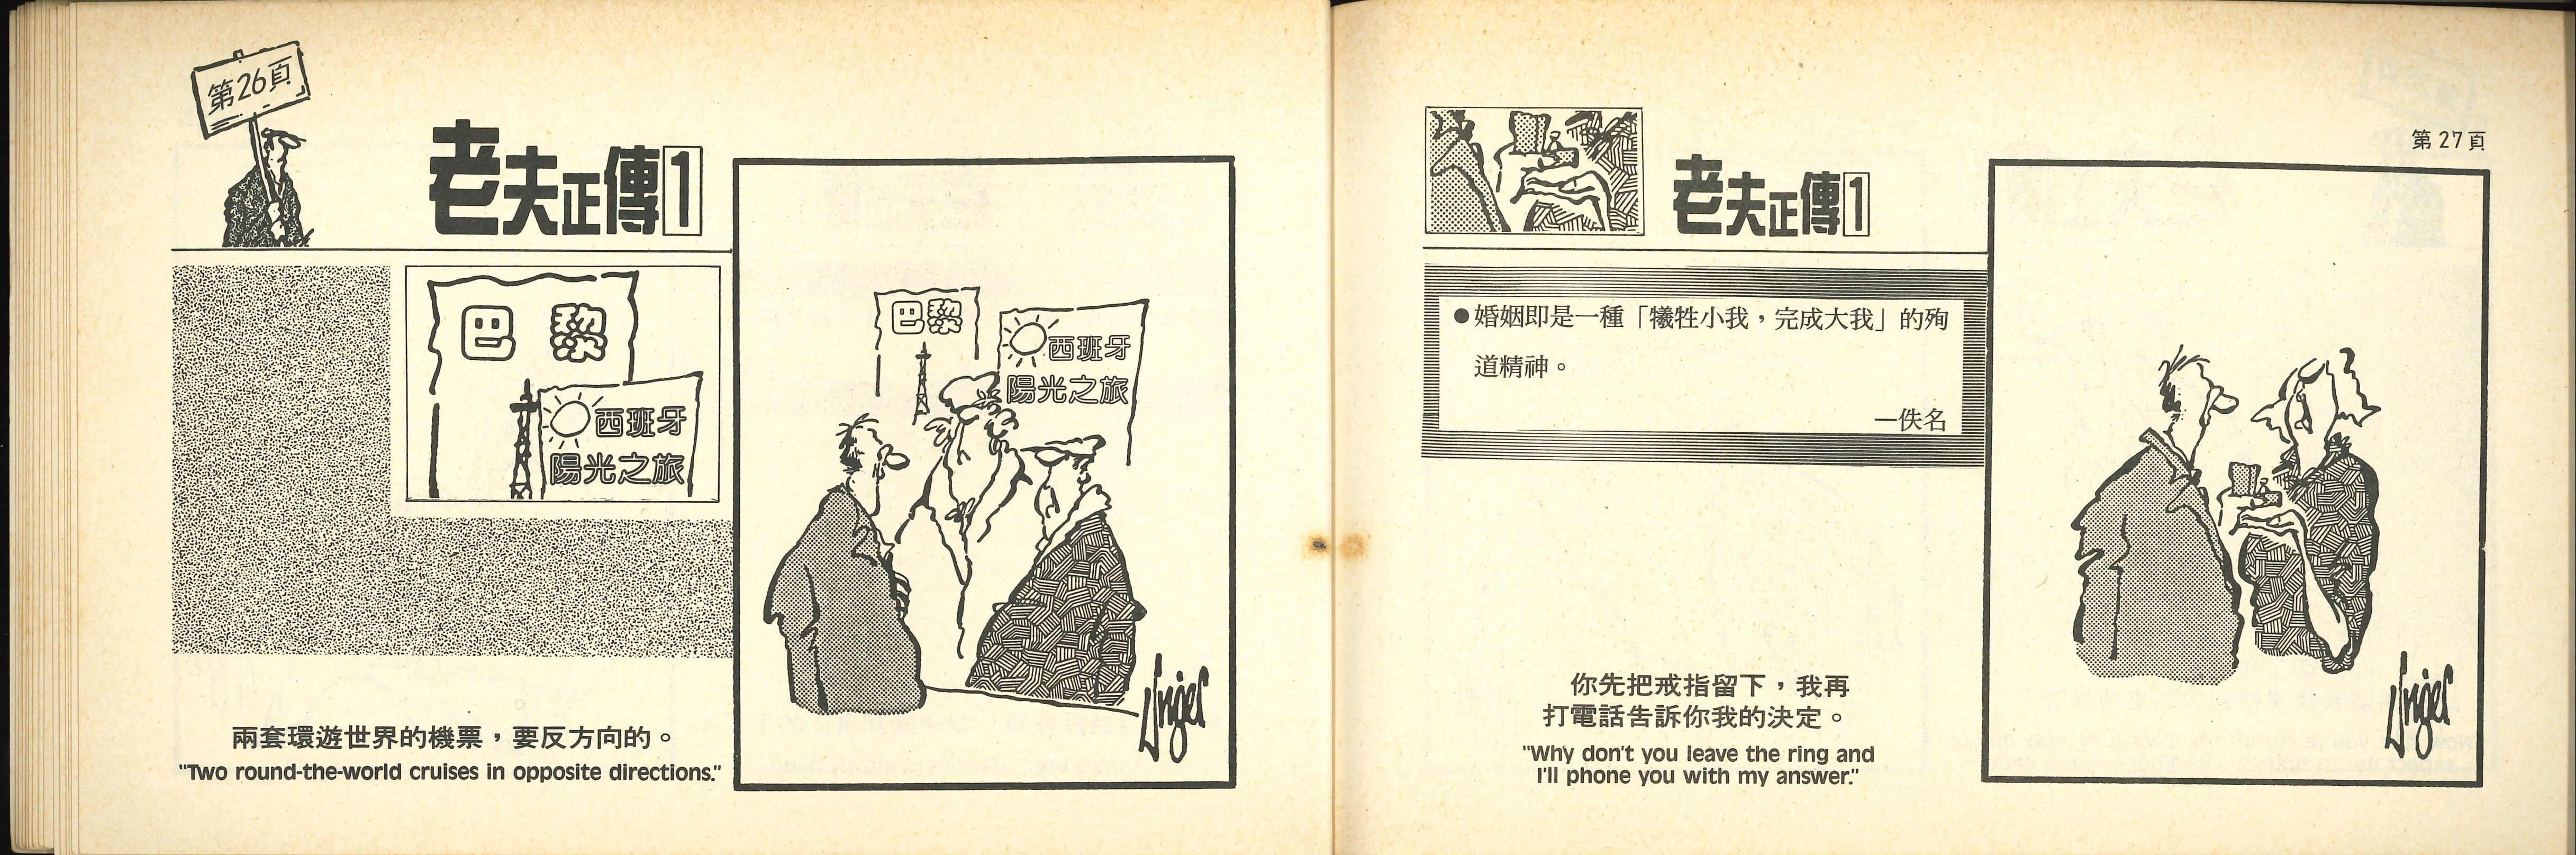 第26頁
老夫正傳1
巴黎
西班牙
陽光之旅
巴黎
西班牙
陽光之旅
Unger
兩套環遊世界的機票，要反方向的。
"Two round-the-world cruises in opposite directions."
第27頁
老夫正傳1
●婚姻即是一種「犧牲小我，完成大我」的殉
道精神。
—佚名
你先把戒指留下，我再
打電話告訴你我的決定。
"Why don't you leave the ring and
I'll phone you with my answer."
Unger